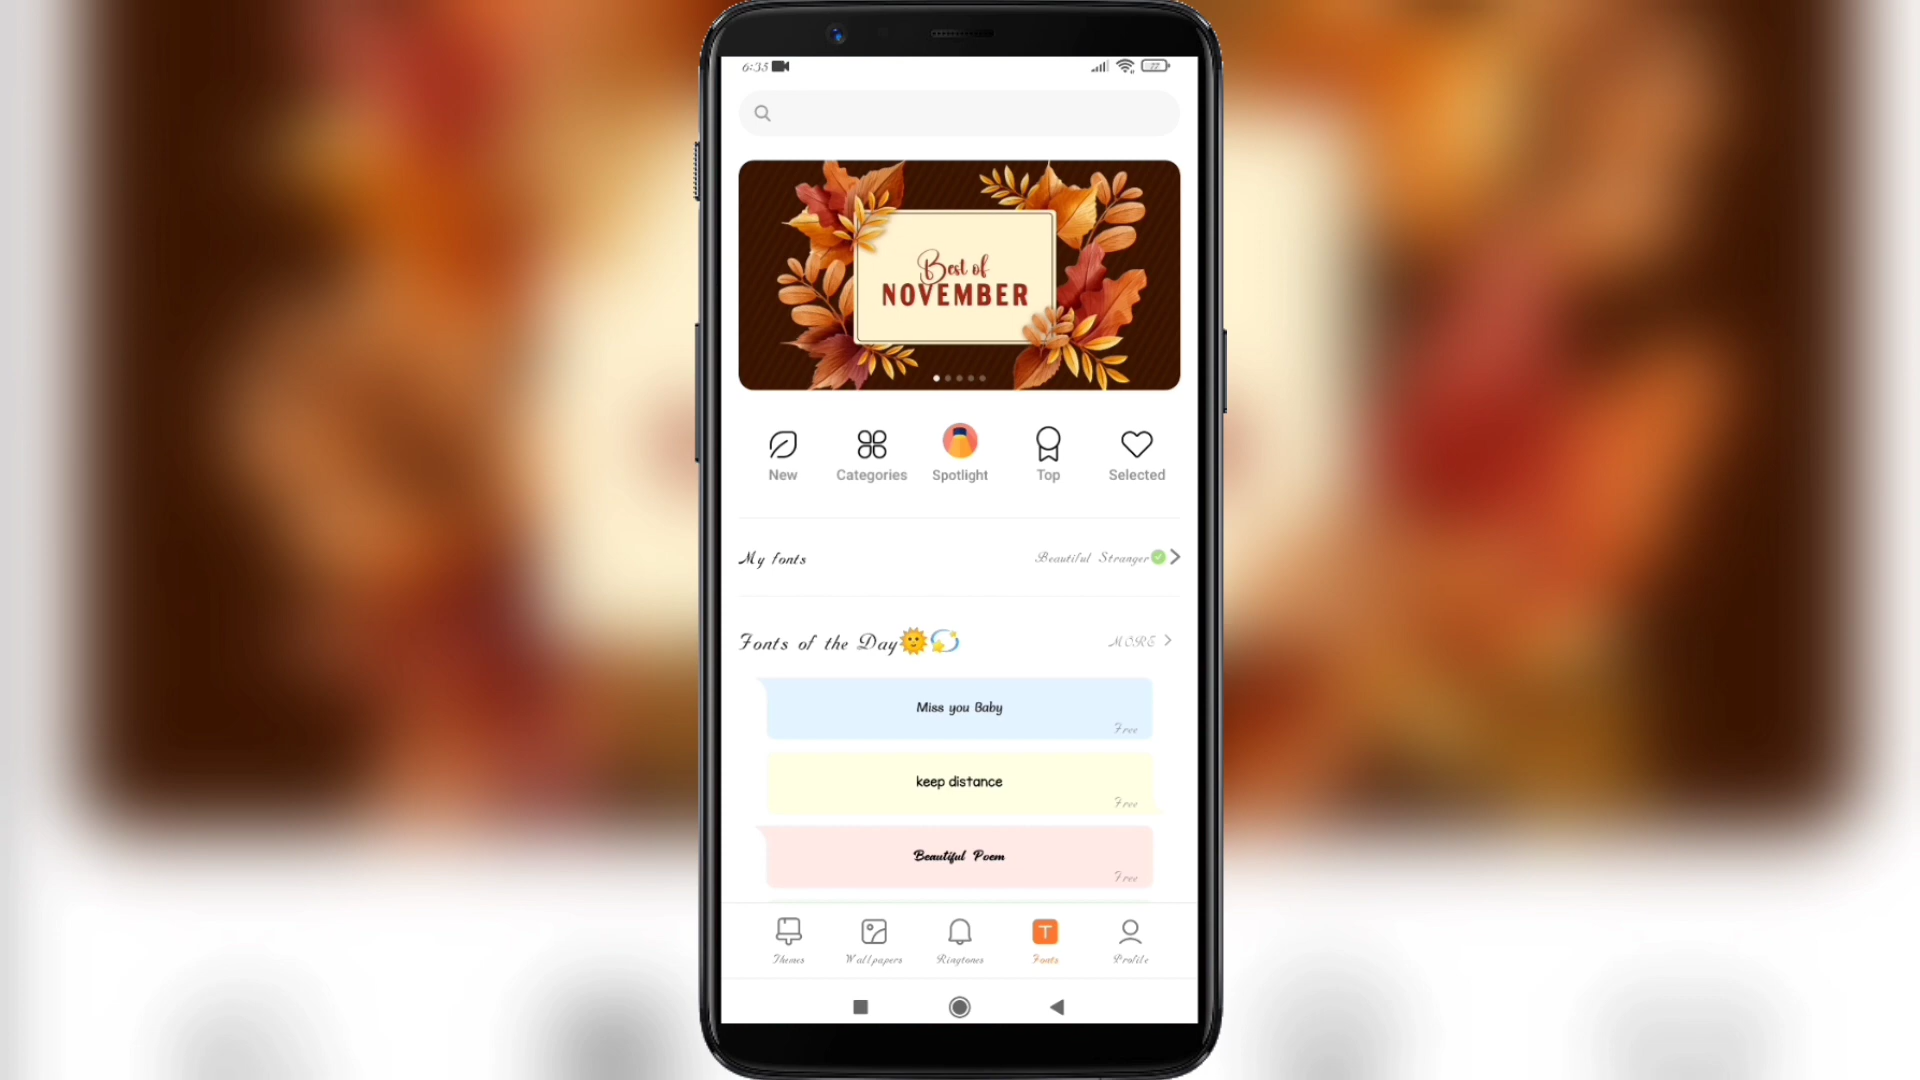 6:35
22
Best of
NOVEMBER
New
Categories
Spotlight
Top
Selected
My fonts
Beautiful Stranger
Fonts of the Day
MORE
Miss you Baby
Free
keep distance
Free
Beautiful Poem
Free
Themes
Wallpapers
Ringtones
T
Fonts
Profile